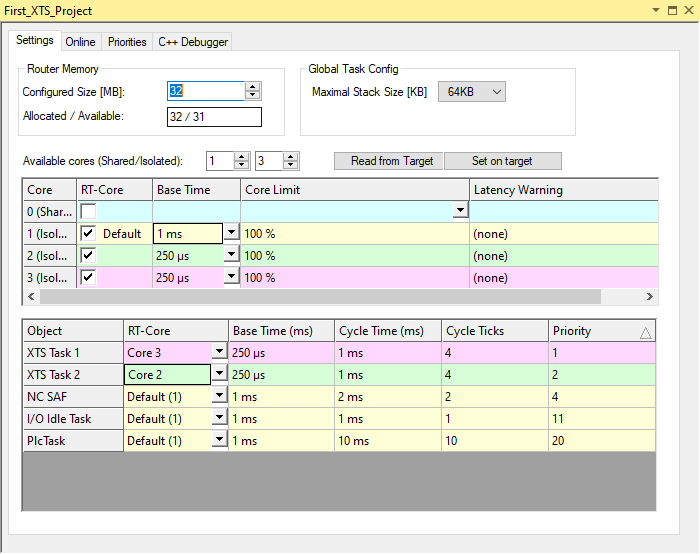 First_XTS_Project
Settings Online Priorities C++ Debugger
Router Memory Global Task Config
Configured Size [MB]: 32 Maximal Stack Size [KB] 64KB
Allocated / Available: 32 / 31
Available cores (Shared/Isolated): 1 3 Read from Target Set on target
Core RT-Core Base Time Core Limit Latency Warning
0 (Shar...
1 (Isol... Default 1 ms 100 % (none)
2 (Isol... 250 µs 100 % (none)
3 (Isol... 250 µs 100 % (none)
Object RT-Core Base Time (ms) Cycle Time (ms) Cycle Ticks Priority
XTS Task 1 Core 3 250 µs 1 ms 4 1
XTS Task 2 Core 2 250 µs 1 ms 4 2
NC SAF Default (1) 1 ms 2 ms 2 4
I/O Idle Task Default (1) 1 ms 1 ms 1 11
PlcTask Default (1) 1 ms 10 ms 10 20